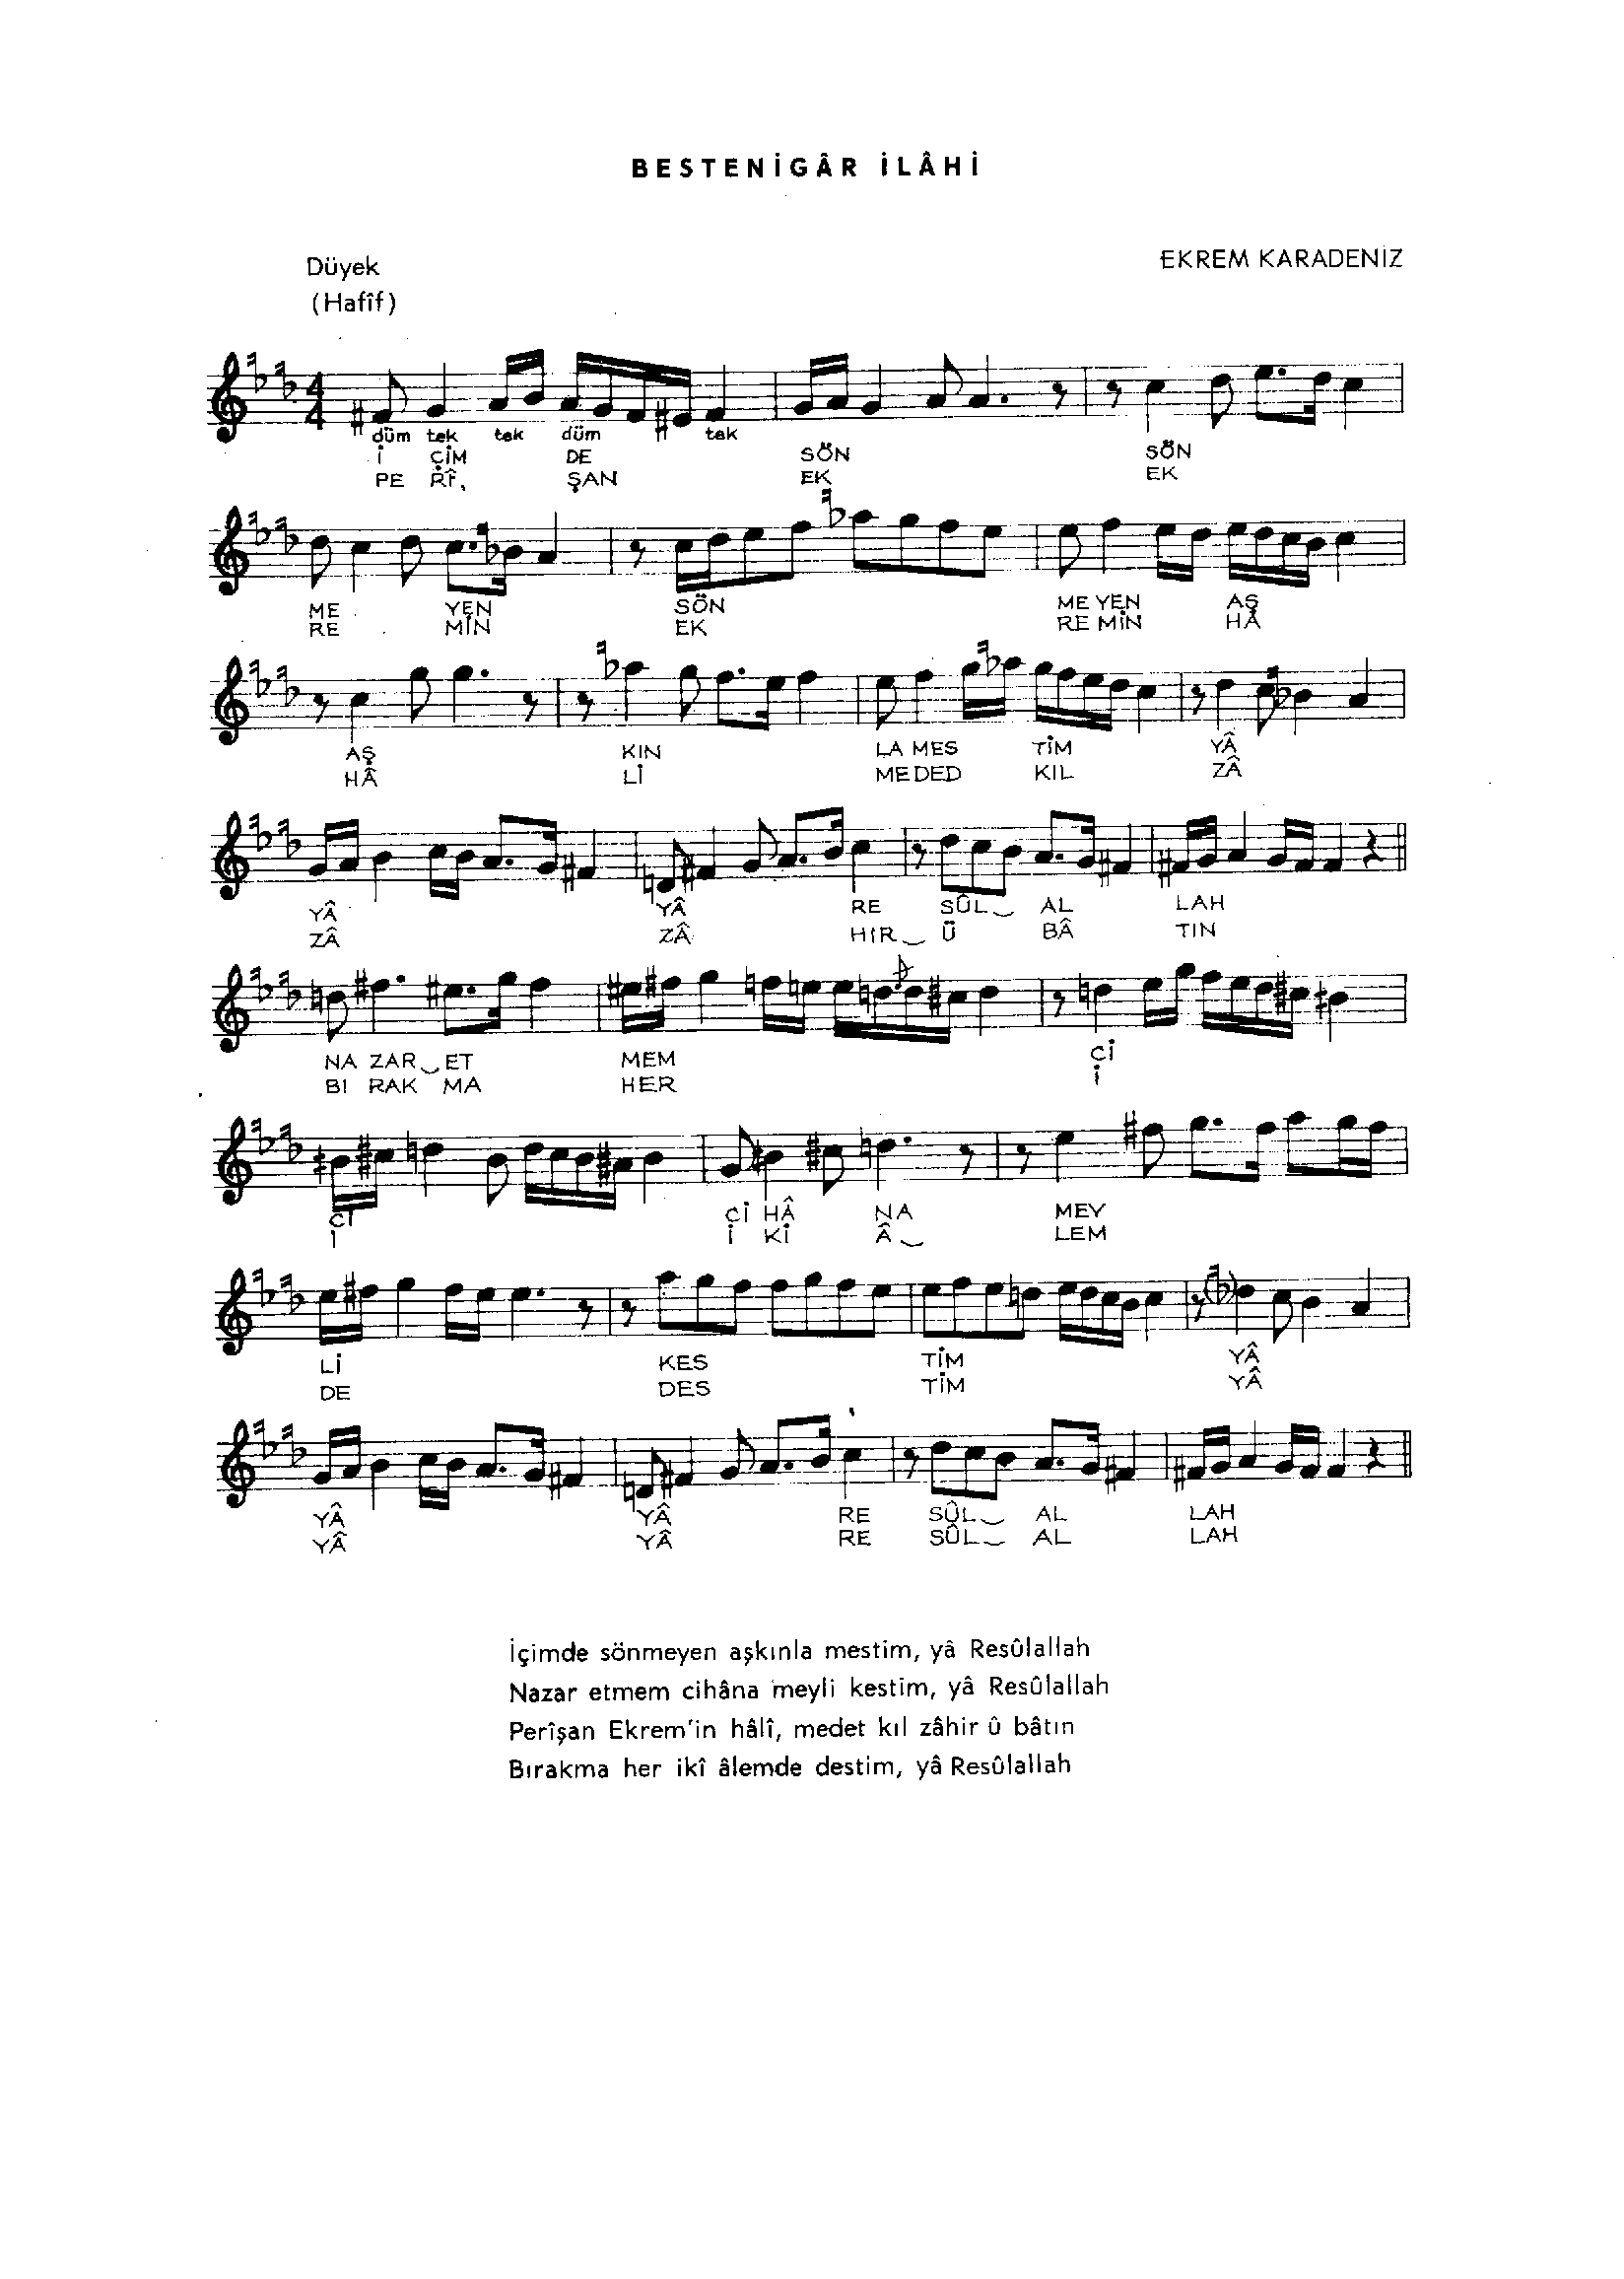 BESTENİGÂR İLÂHİ
Düyek
EKREM KARADENİZ
(Hafîf)
4
4
düm tek tek düm tek
İ ÇİM DE SÖN SÖN
PE RÎ ŞAN EK EK
ME YEN SÖN ME YEN AŞ
RE MİN EK RE MİN HÂ
AŞ KIN LA MES TİM YÂ
HÂ Lİ ME DED KIL ZÂ
YÂ YÂ RE SÛL AL LAH
ZÂ ZÂ HIR Ü BÂ TIN
NA ZAR ET MEM Cİ
BI RAK MA HER İ
Cİ Cİ HÂ NA MEY
İ İ Kİ Â LEM
Lİ KES TİM YÂ
DE DES TİM YÂ
YÂ YÂ RE SÛL AL LAH
YÂ YÂ RE SÛL AL LAH
İçimde sönmeyen aşkınla mestim, yâ Resûlallah
Nazar etmem cihâna meyli kestim, yâ Resûlallah
Perîşan Ekrem'in hâlî, medet kıl zâhir û bâtın
Bırakma her ikî âlemde destim, yâ Resûlallah